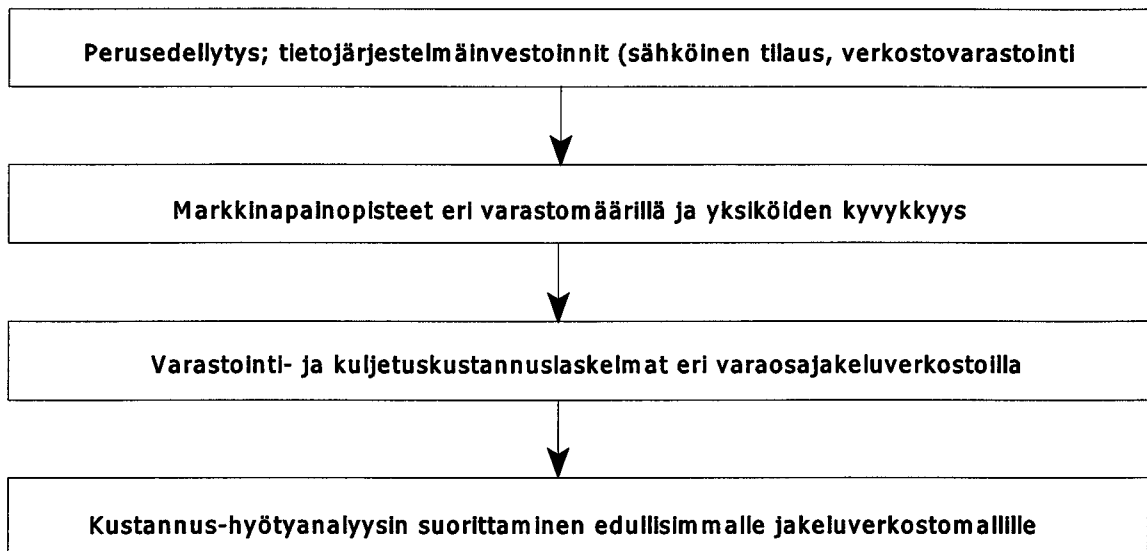 Perusedellytys; tietojärjestelmäinvestoinnit (sähköinen tilaus, verkostovarastointi
Markkinapainopisteet eri varastomäärillä ja yksiköiden kyvykkyys
Varastointi- ja kuljetuskustannuslaskelmat eri varaosajakeluverkostoilla
Kustannus-hyötyanalyysin suorittaminen edullisimmalle jakeluverkostomallille